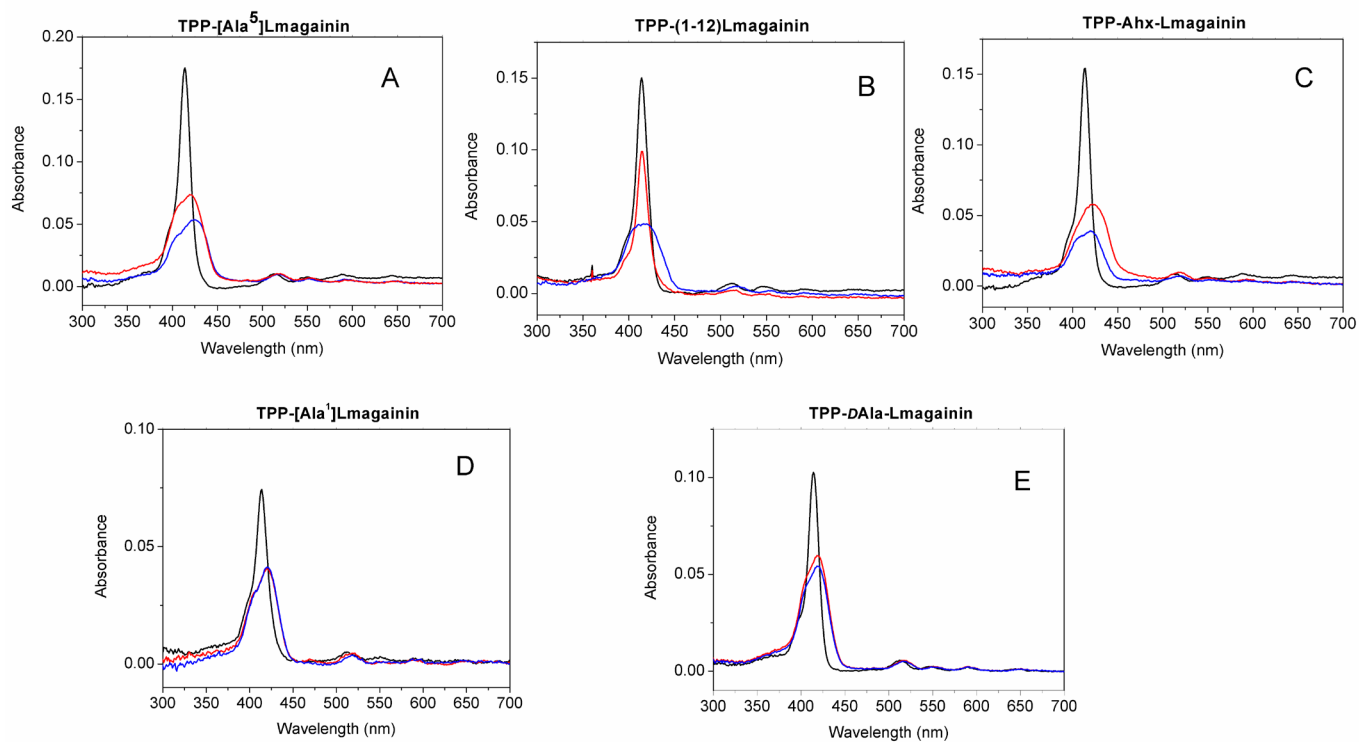 TPP-[Ala⁵]Lmagainin
A
0.20
0.15
0.10
0.05
0.00
Absorbance
300 350 400 450 500 550 600 650 700
Wavelength (nm)
TPP-(1-12)Lmagainin
B
0.15
0.10
0.05
0.00
Absorbance
300 350 400 450 500 550 600 650 700
Wavelength (nm)
TPP-Ahx-Lmagainin
C
0.15
0.10
0.05
0.00
Absorbance
300 350 400 450 500 550 600 650 700
Wavelength (nm)
TPP-[Ala¹]Lmagainin
D
0.10
0.05
0.00
Absorbance
300 350 400 450 500 550 600 650 700
Wavelength (nm)
TPP-DAla-Lmagainin
E
0.10
0.05
0.00
Absorbance
300 350 400 450 500 550 600 650 700
Wavelength (nm)